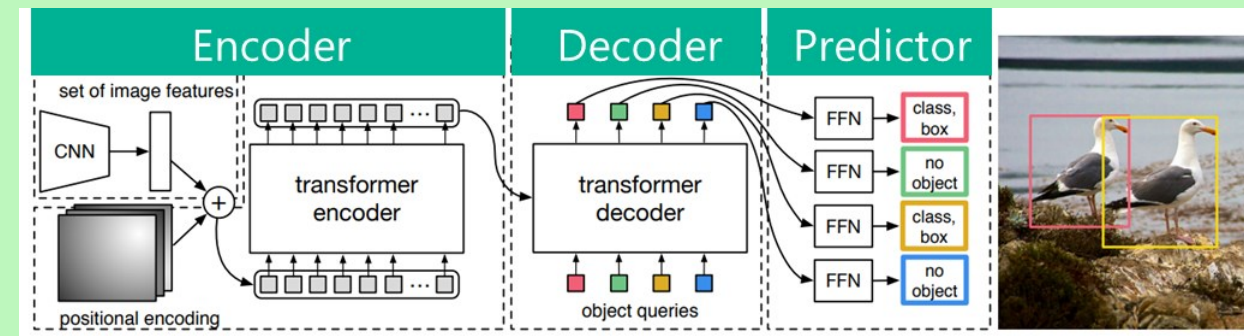 Encoder
Decoder
Predictor
set of image features
CNN
+
positional encoding
...
transformer
encoder
...
transformer
decoder
object queries
FFN
class,
box
FFN
no
object
FFN
class,
box
FFN
no
object